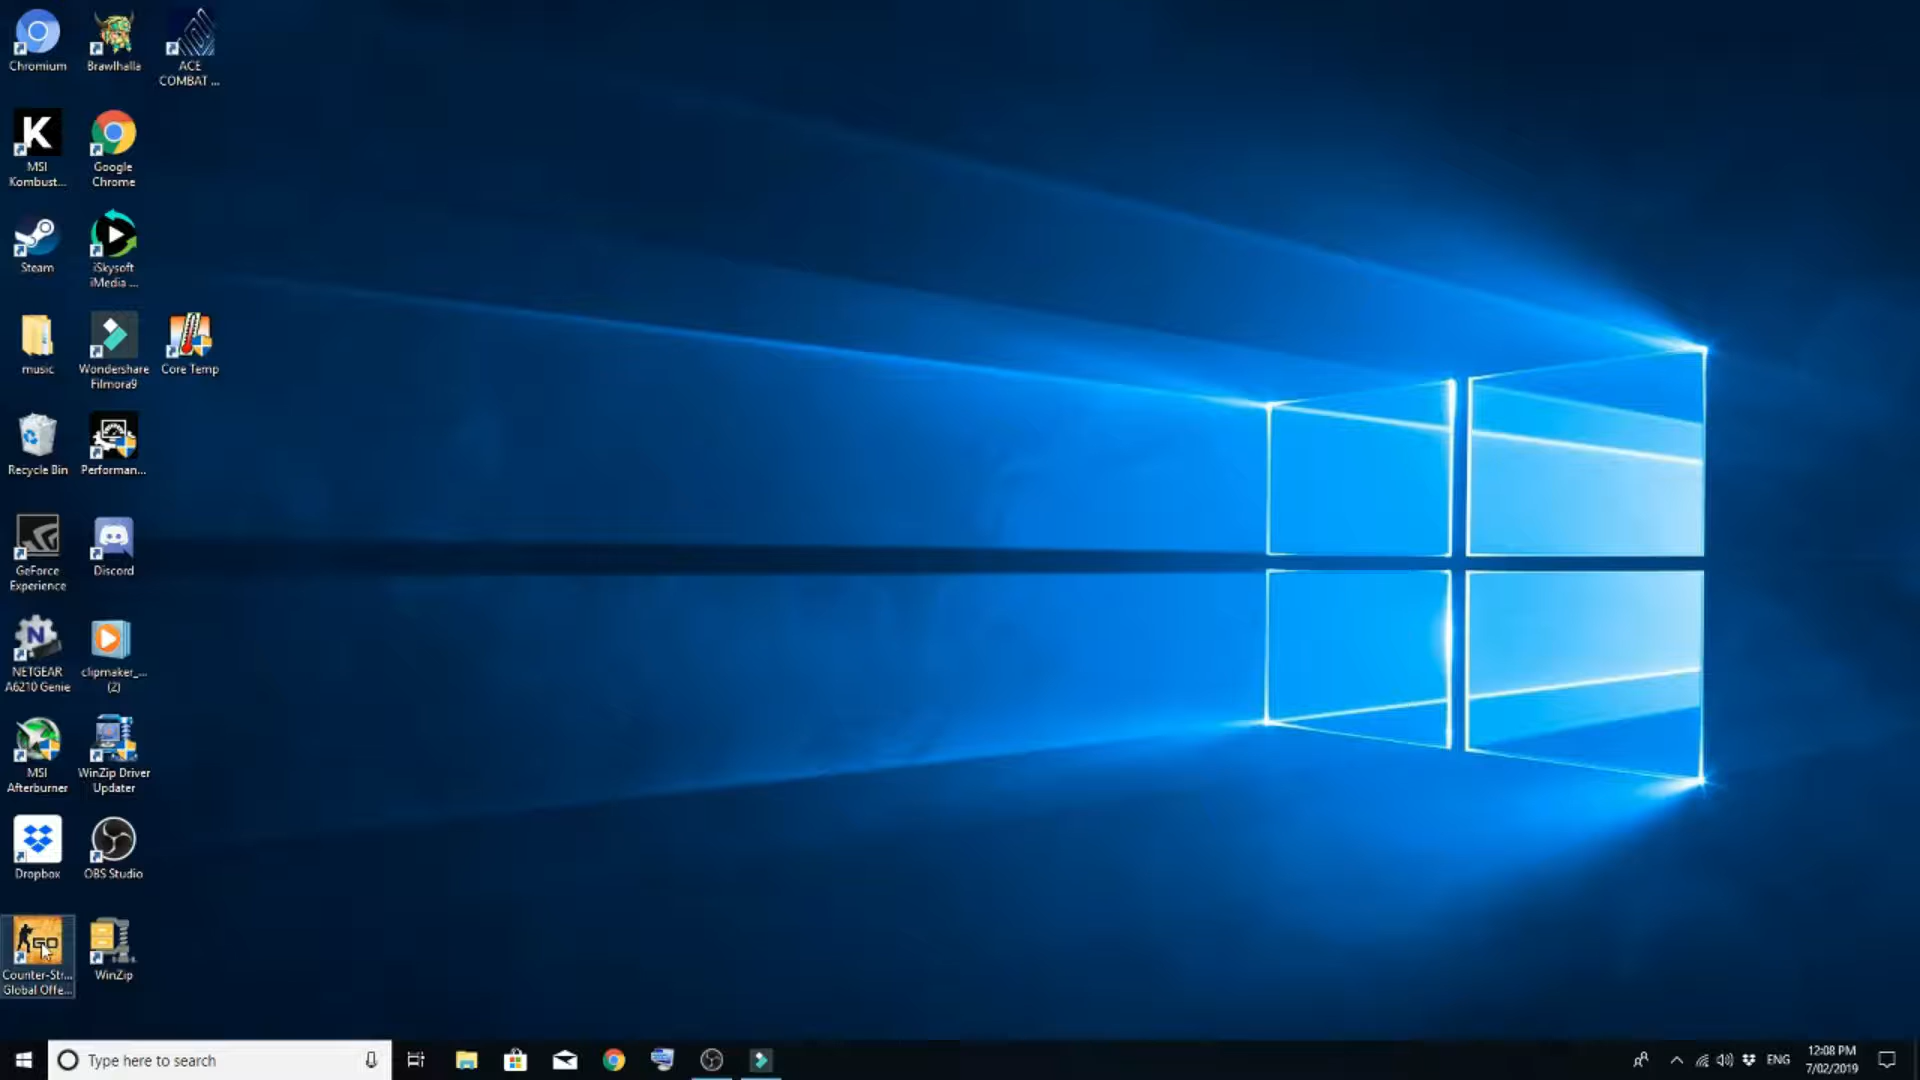 Chromium
Brawlhalla
ACE
COMBAT ...
K
MSI
Kombust...
Google
Chrome
Steam
iSkysoft
iMedia ...
music
Wondershare
Filmora9
Core Temp
Recycle Bin
Performan...
GeForce
Experience
Discord
N
NETGEAR
A6210 Genie
clipmaker_...
(2)
MSI
Afterburner
WinZip Driver
Updater
Dropbox
OBS Studio
GO
Counter-Str...
Global Offe...
WinZip
Type here to search
ENG
12:08 PM
7/02/2019